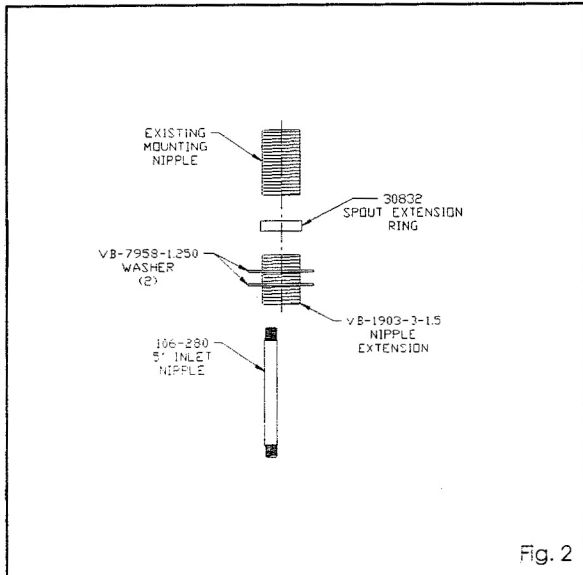 EXISTING
MOUNTING
NIPPLE
30832
SPOUT EXTENSION
RING
VB-7958-1.250
WASHER
(2)
VB-1903-3-1.5
NIPPLE
EXTENSION
106-280
5" INLET
NIPPLE
Fig. 2